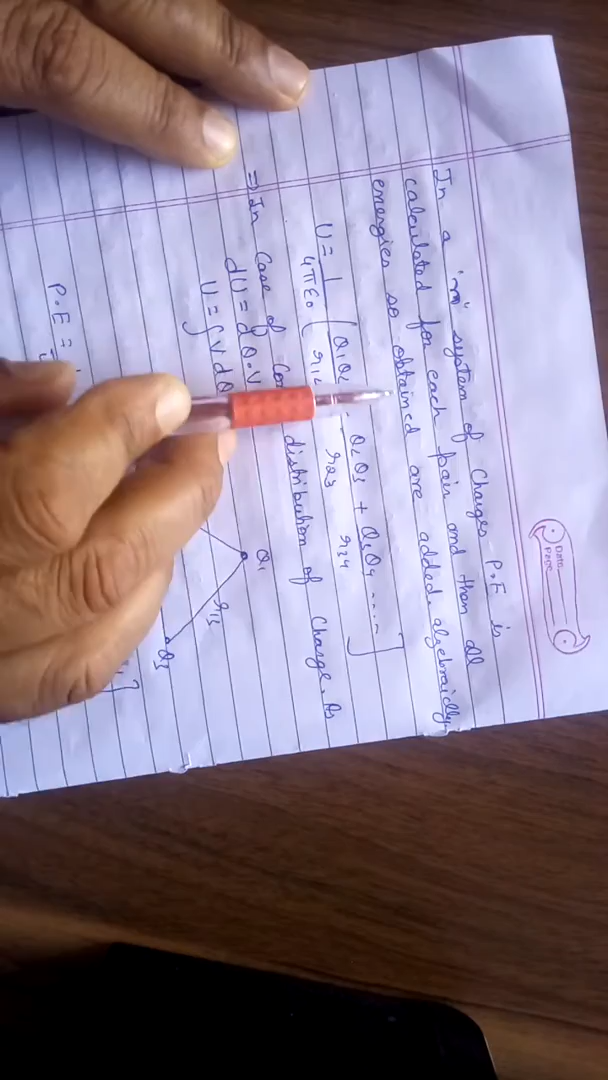 Date
Page
In a 'n' system of charges P.E is
calculated for each pair and then all
energies so obtained are added algebraically
U = 1/4πε0 [ Q1Q2/r12 Q2Q3/r23 + Q3Q4/r34 ..... ]
⇒ In Case of distribution of Charge. As
dU = dQ.V
U = ∫ V dQ
Q1
r13
Q3
P.E =